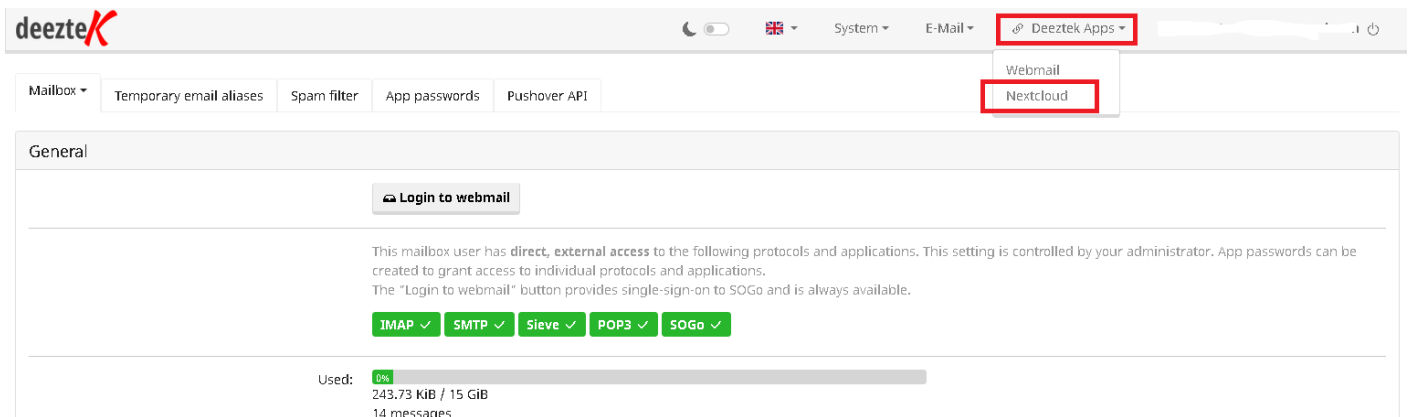 deezteK
System
E-Mail
Deeztek Apps
Webmail
Nextcloud
Mailbox
Temporary email aliases
Spam filter
App passwords
Pushover API
General
Login to webmail
This mailbox user has direct, external access to the following protocols and applications. This setting is controlled by your administrator. App passwords can be
created to grant access to individual protocols and applications.
The "Login to webmail" button provides single-sign-on to SOGo and is always available.
IMAP ✓ SMTP ✓ Sieve ✓ POP3 ✓ SOGo ✓
Used:
0%
243.73 KiB / 15 GiB
14 messages